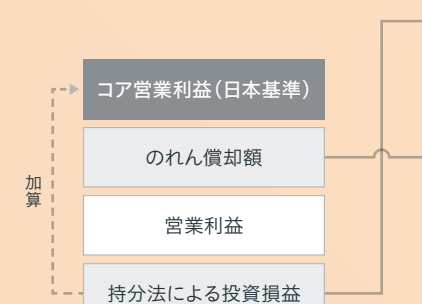 コア営業利益（日本基準）
のれん償却額
加算
営業利益
持分法による投資損益